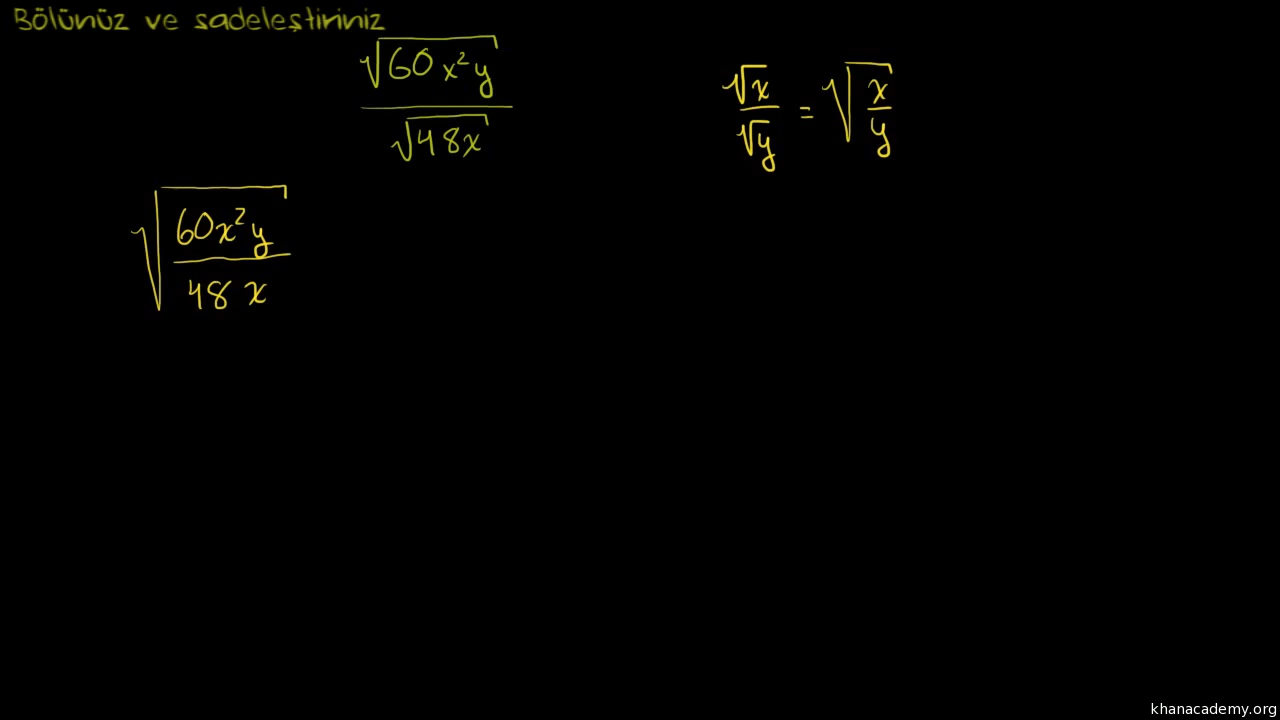 Bölünüz ve sadeleştiriniz
√60x²y
√48x
√x/√y = √x/y
√60x²y/48x
khanacademy.org